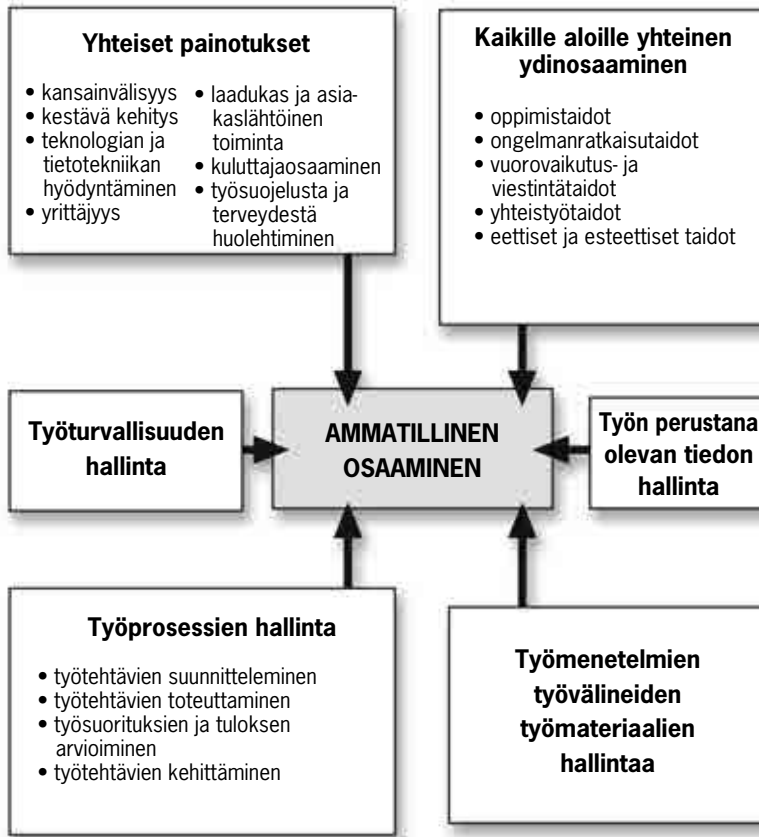 Yhteiset painotukset
• kansainvälisyys
• kestävä kehitys
• teknologian ja
tietotekniikan
hyödyntäminen
• yrittäjyys
• laadukas ja asia-
kaslähtöinen
toiminta
• kuluttajaosaaminen
• työsuojelusta ja
terveydestä
huolehtiminen
Kaikille aloille yhteinen
ydinosaaminen
• oppimistaidot
• ongelmanratkaisutaidot
• vuorovaikutus- ja
viestintätaidot
• yhteistyötaidot
• eettiset ja esteettiset taidot
Työturvallisuuden
hallinta
AMMATILLINEN
OSAAMINEN
Työn perustana
olevan tiedon
hallinta
Työprosessien hallinta
• työtehtävien suunnitteleminen
• työtehtävien toteuttaminen
• työsuorituksien ja tuloksen
arvioiminen
• työtehtävien kehittäminen
Työmenetelmien
työvälineiden
työmateriaalien
hallintaa